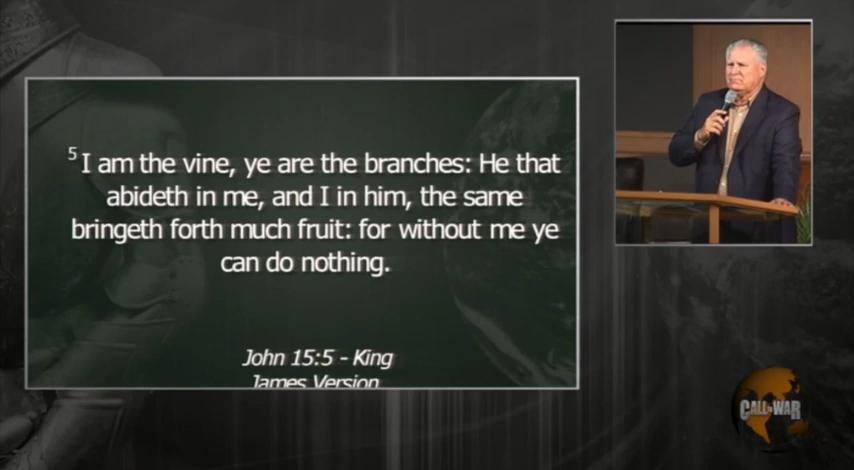 5 I am the vine, ye are the branches: He that
abideth in me, and I in him, the same
bringeth forth much fruit: for without me ye
can do nothing.
John 15:5 - King
James Version
CALL TO WAR